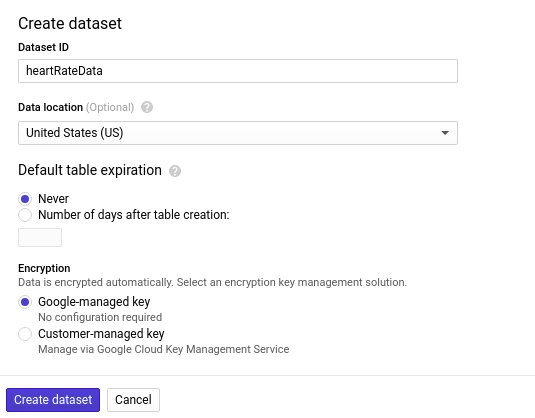 Create dataset
Dataset ID
heartRateData
Data location (Optional) ?
United States (US)
Default table expiration ?
Never
Number of days after table creation:
Encryption
Data is encrypted automatically. Select an encryption key management solution.
Google-managed key
No configuration required
Customer-managed key
Manage via Google Cloud Key Management Service
Create dataset Cancel